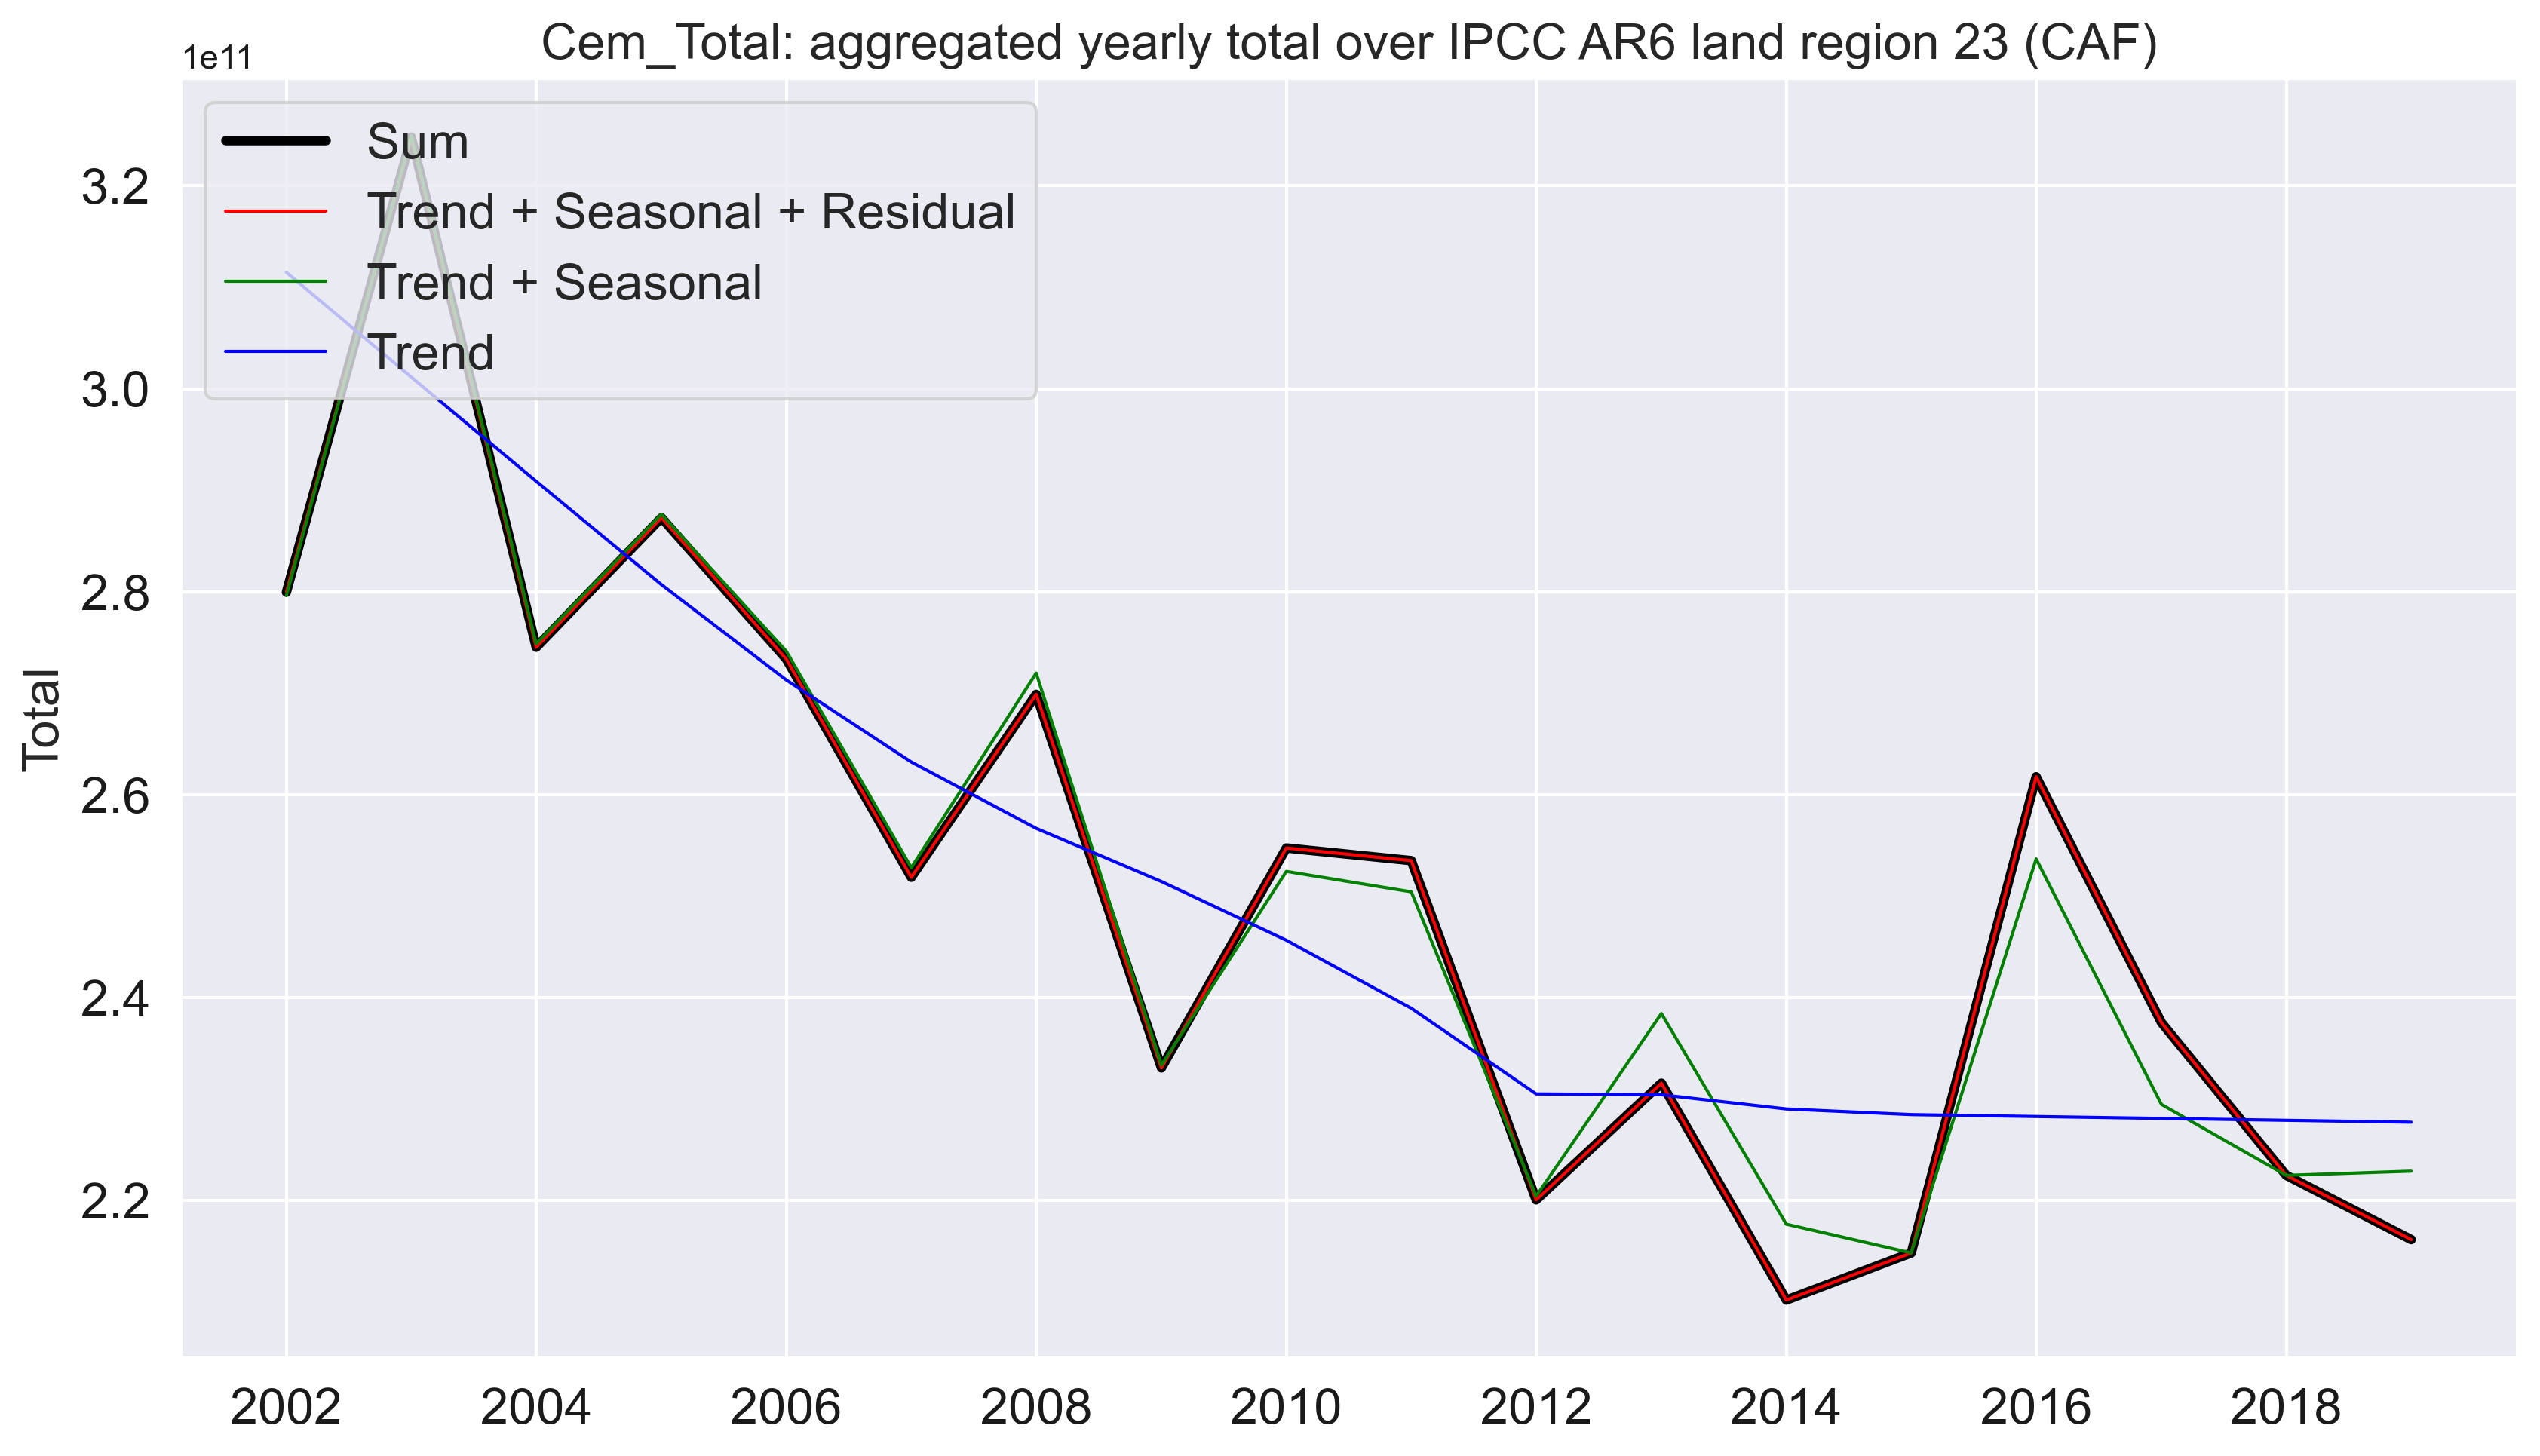 Cem_Total: aggregated yearly total over IPCC AR6 land region 23 (CAF)
1e11
Sum
Trend + Seasonal + Residual
Trend + Seasonal
Trend
3.2
3.0
2.8
2.6
2.4
2.2
Total
2002 2004 2006 2008 2010 2012 2014 2016 2018